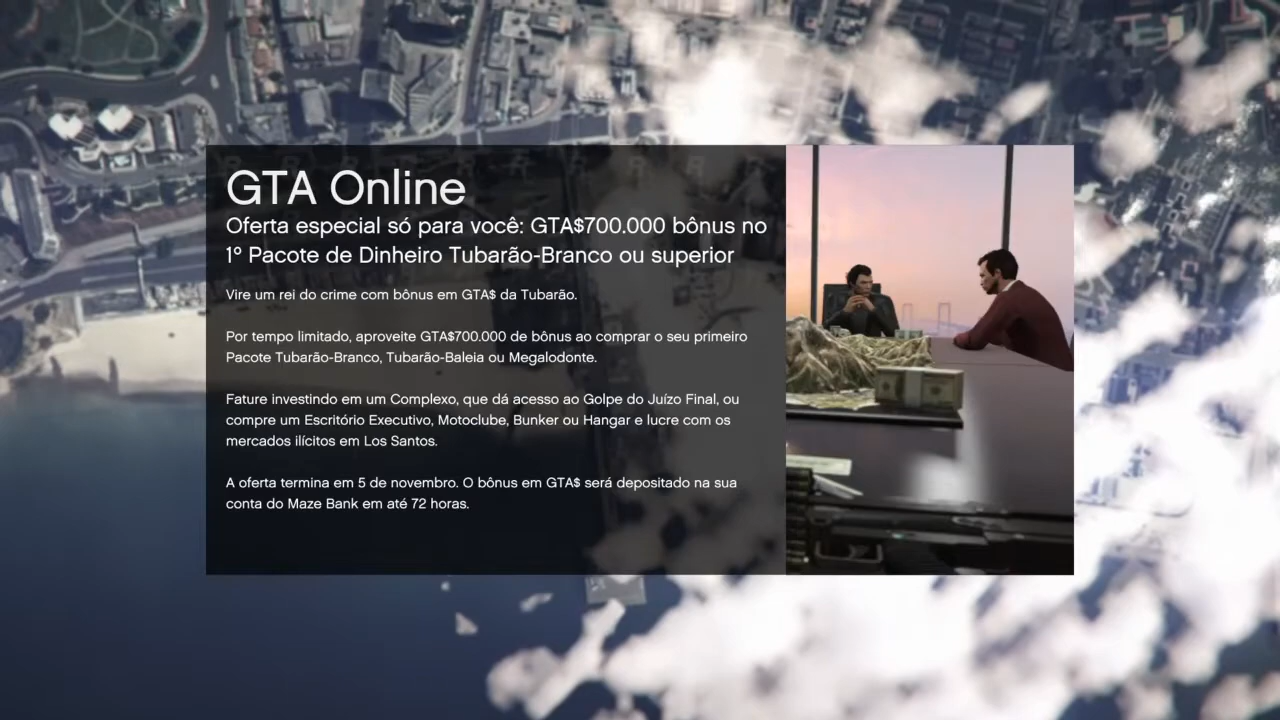 GTA Online
Oferta especial só para você: GTA$700.000 bônus no
1º Pacote de Dinheiro Tubarão-Branco ou superior
Vire um rei do crime com bônus em GTA$ da Tubarão.
Por tempo limitado, aproveite GTA$700.000 de bônus ao comprar o seu primeiro
Pacote Tubarão-Branco, Tubarão-Baleia ou Megalodonte.
Fature investindo em um Complexo, que dá acesso ao Golpe do Juízo Final, ou
compre um Escritório Executivo, Motoclube, Bunker ou Hangar e lucre com os
mercados ilícitos em Los Santos.
A oferta termina em 5 de novembro. O bônus em GTA$ será depositado na sua
conta do Maze Bank em até 72 horas.